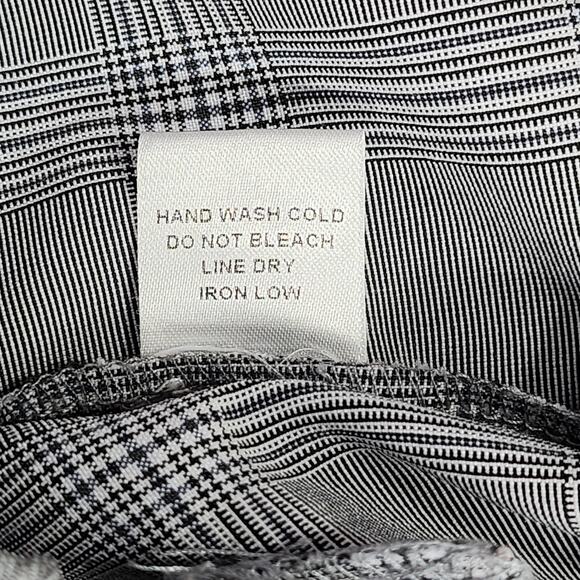 HAND WASH COLD
DO NOT BLEACH
LINE DRY
IRON LOW